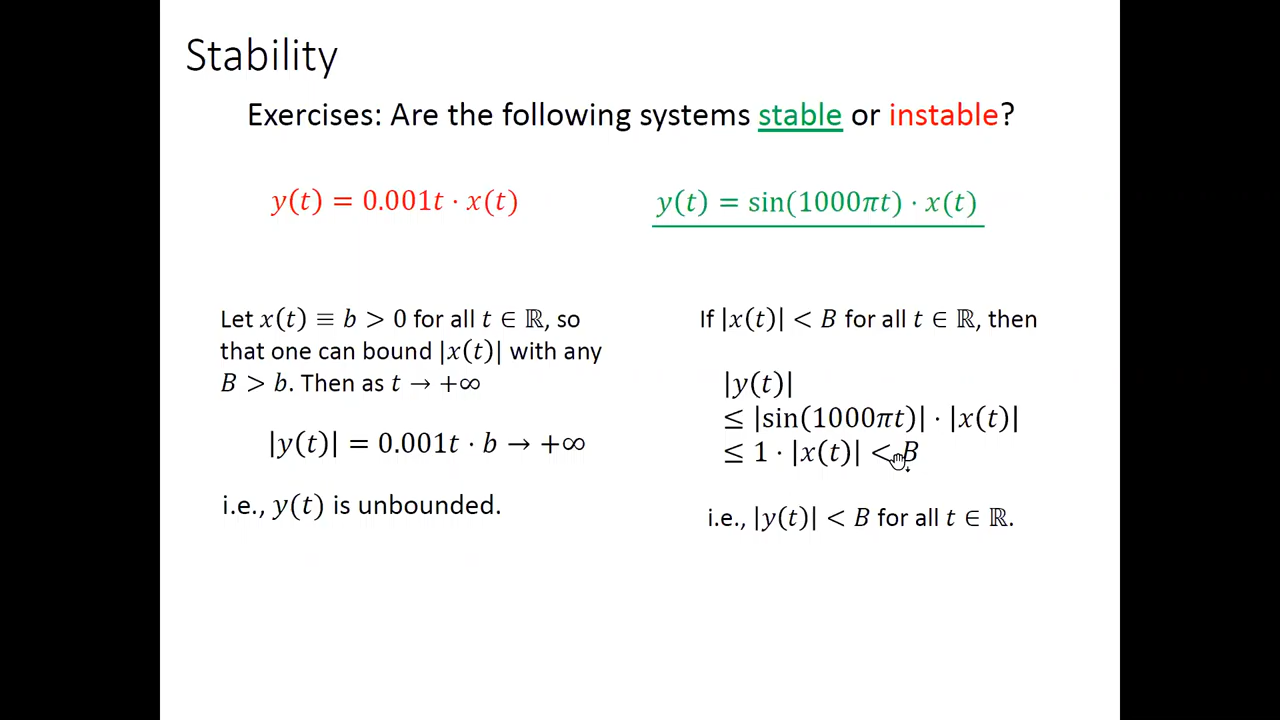 Stability
Exercises: Are the following systems stable or instable?
y(t) = 0.001t · x(t)
y(t) = sin(1000πt) · x(t)
Let x(t) ≡ b > 0 for all t ∈ ℝ, so
that one can bound |x(t)| with any
B > b. Then as t → +∞
|y(t)| = 0.001t · b → +∞
i.e., y(t) is unbounded.
If |x(t)| < B for all t ∈ ℝ, then
|y(t)|
≤ |sin(1000πt)| · |x(t)|
≤ 1 · |x(t)| < B
i.e., |y(t)| < B for all t ∈ ℝ.